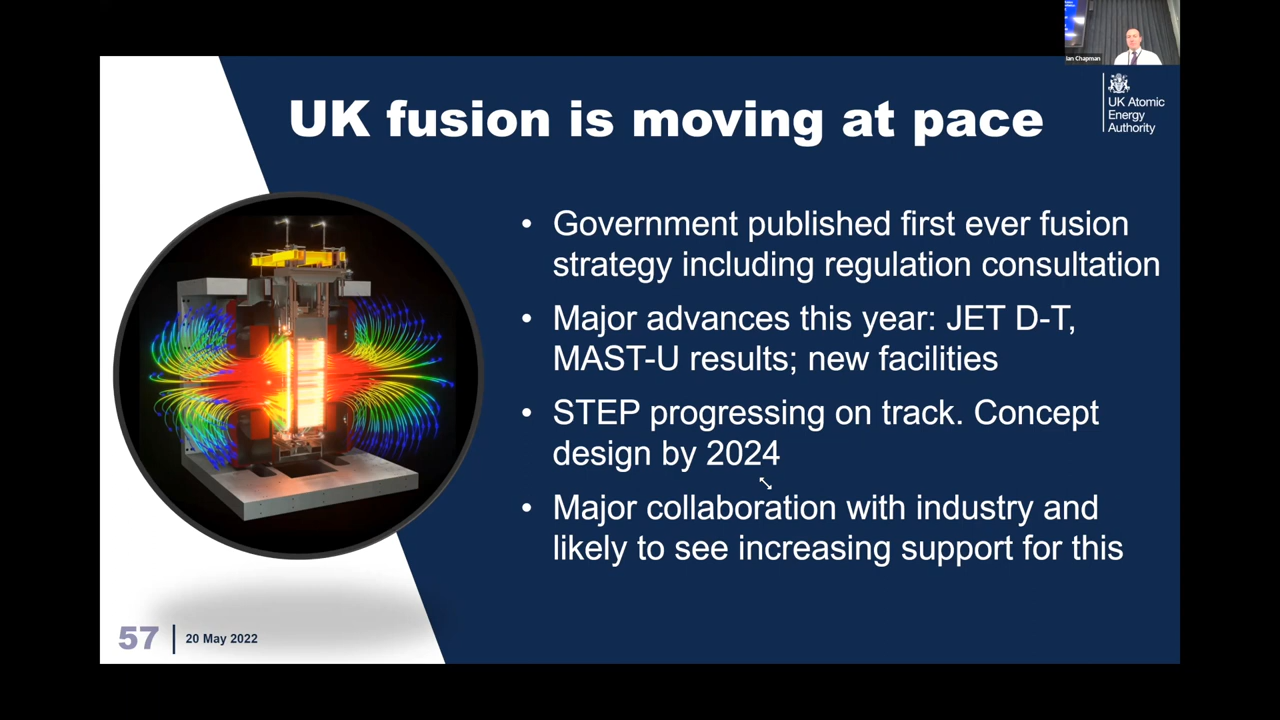 Ian Chapman
UK Atomic
Energy
Authority
UK fusion is moving at pace
• Government published first ever fusion
strategy including regulation consultation
• Major advances this year: JET D-T,
MAST-U results; new facilities
• STEP progressing on track. Concept
design by 2024
• Major collaboration with industry and
likely to see increasing support for this
57
20 May 2022